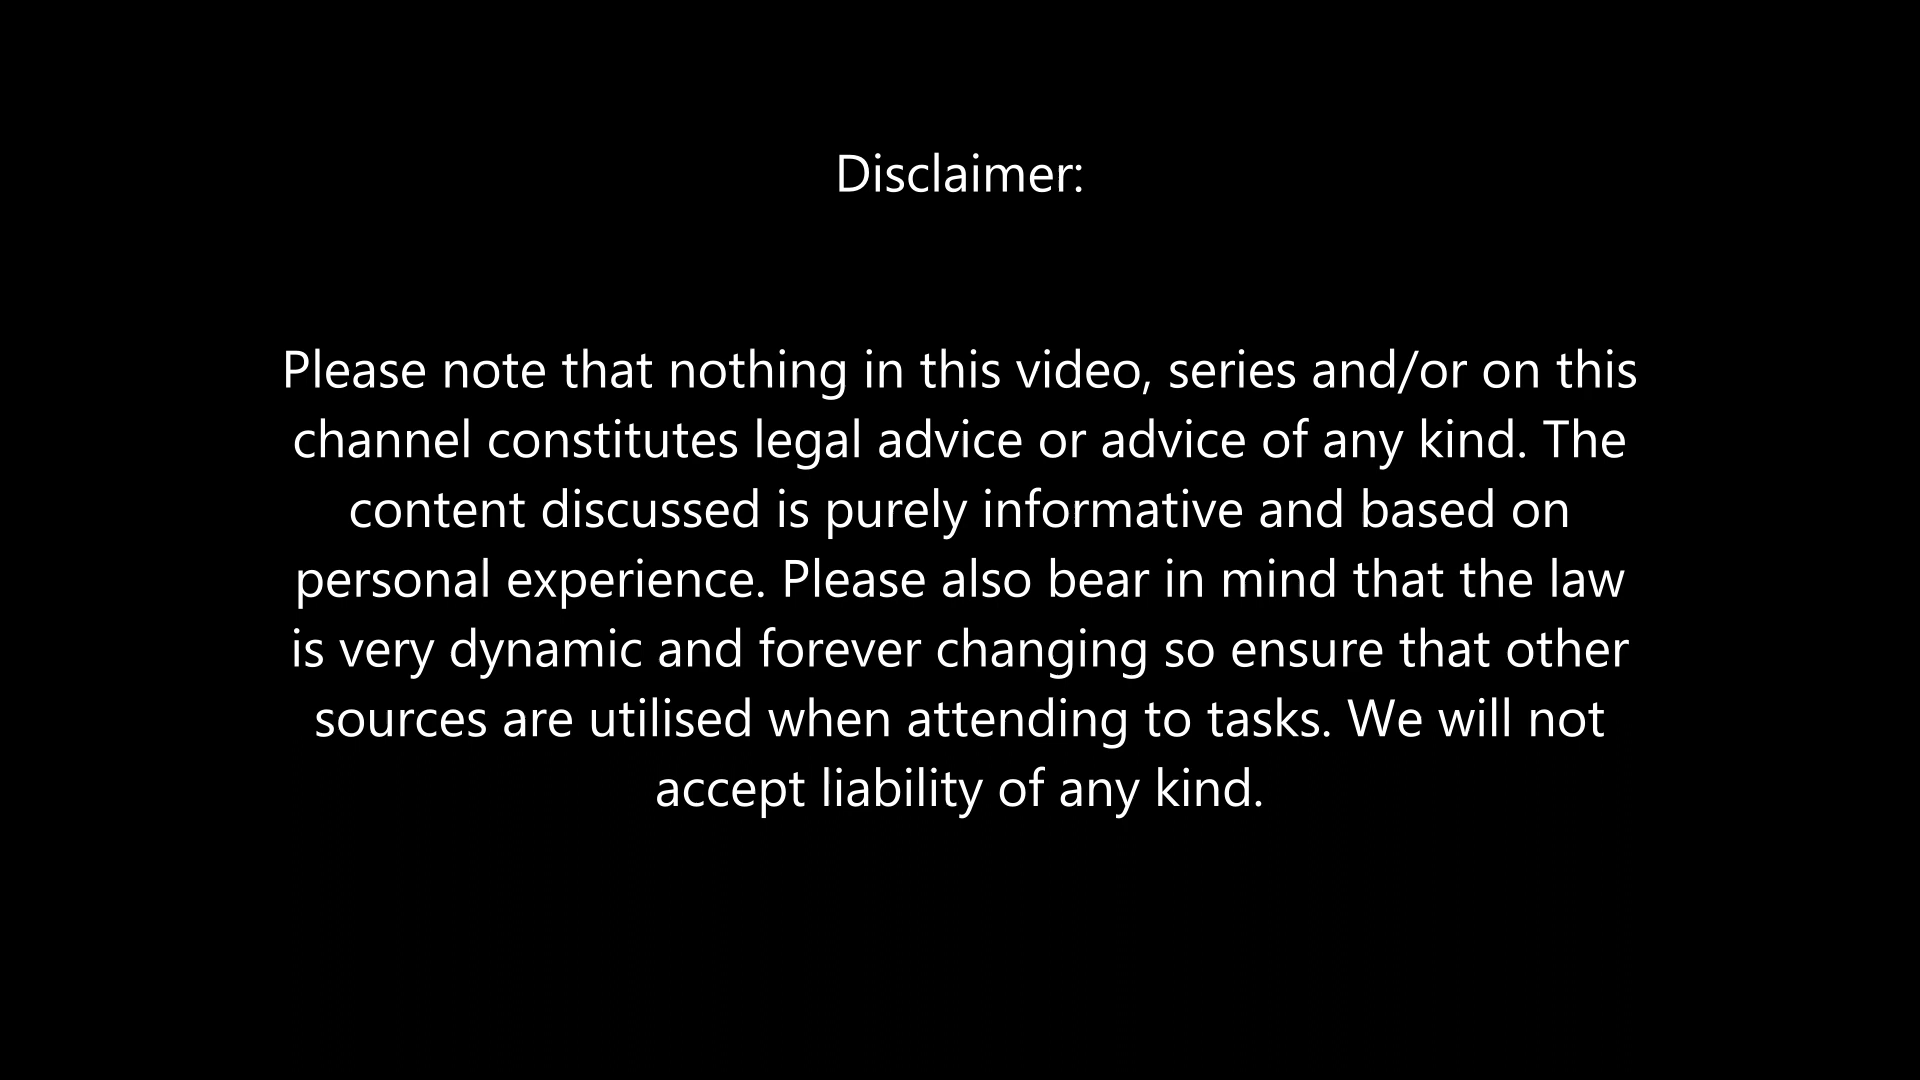 Disclaimer:
Please note that nothing in this video, series and/or on this
channel constitutes legal advice or advice of any kind. The
content discussed is purely informative and based on
personal experience. Please also bear in mind that the law
is very dynamic and forever changing so ensure that other
sources are utilised when attending to tasks. We will not
accept liability of any kind.